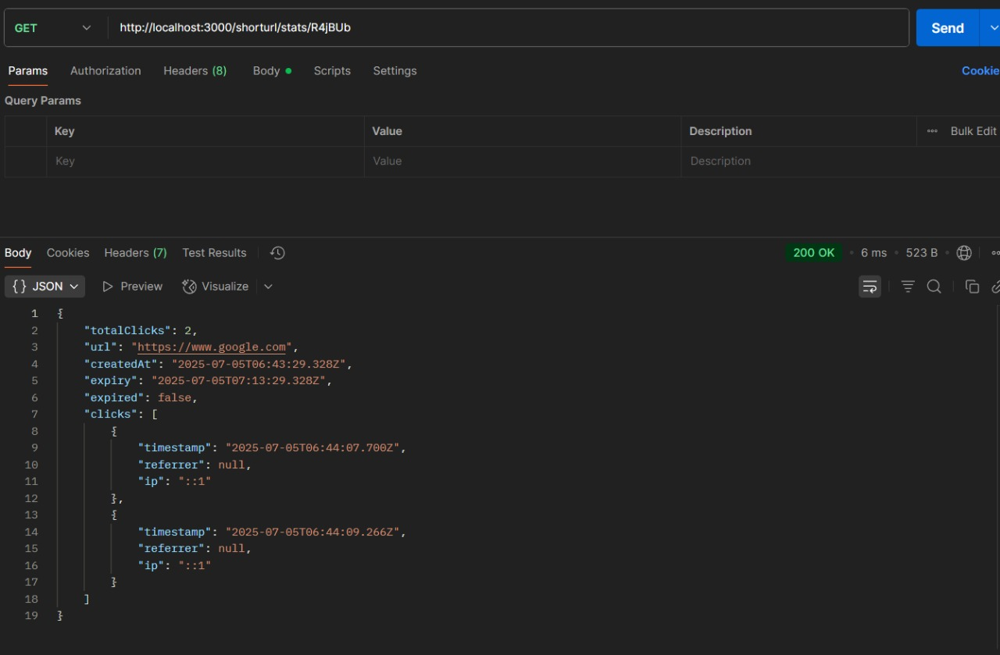 GET http://localhost:3000/shorturl/stats/R4jBUb Send
Params Authorization Headers (8) Body Scripts Settings Cookie
Query Params
Key Value Description Bulk Edit
Key Value Description
Body Cookies Headers (7) Test Results 200 OK 6 ms 523 B
{} JSON Preview Visualize
1 {
2 "totalClicks": 2,
3 "url": "https://www.google.com",
4 "createdAt": "2025-07-05T06:43:29.328Z",
5 "expiry": "2025-07-05T07:13:29.328Z",
6 "expired": false,
7 "clicks": [
8 {
9 "timestamp": "2025-07-05T06:44:07.700Z",
10 "referrer": null,
11 "ip": "::1"
12 },
13 {
14 "timestamp": "2025-07-05T06:44:09.266Z",
15 "referrer": null,
16 "ip": "::1"
17 }
18 ]
19 }